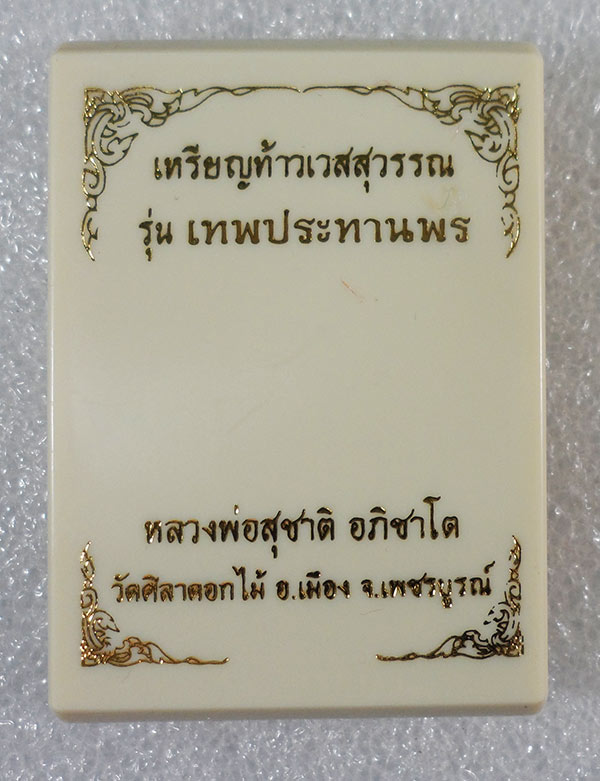 เหรียญท้าวเวสสุวรรณ
รุ่น เทพประทานพร
หลวงพ่อสุชาติ อภิชาโต
วัดศิลาดอกไม้ อ.เมือง จ.เพชรบูรณ์